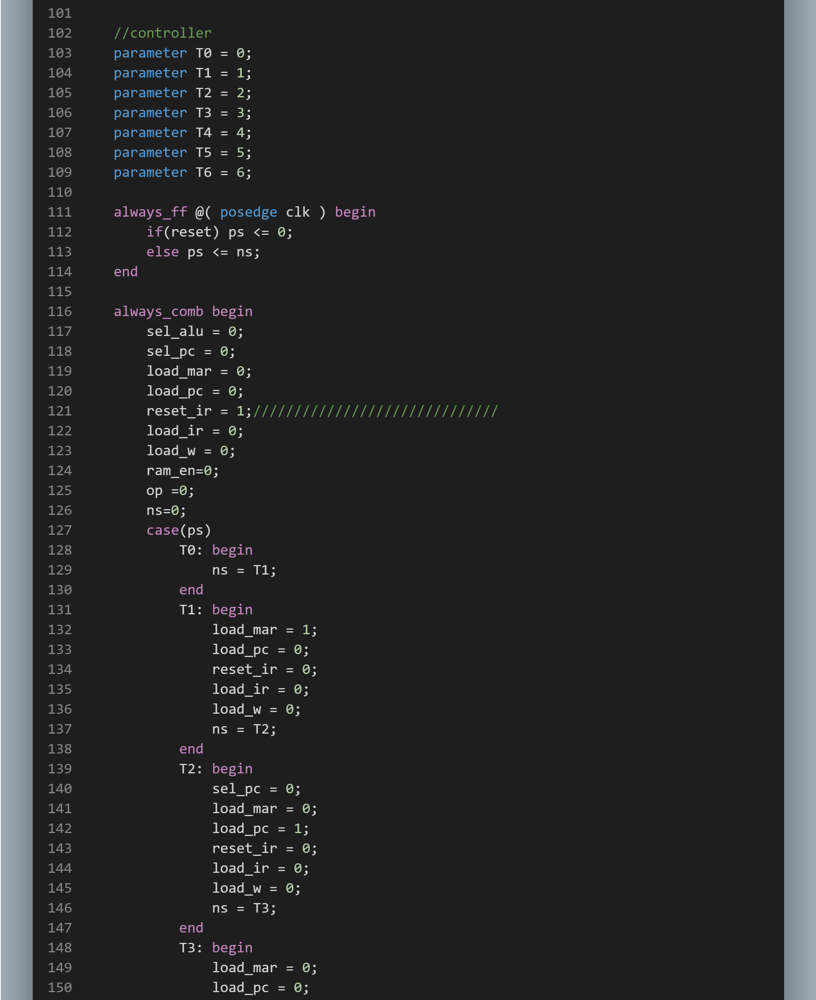 101
102 //controller
103 parameter T0 = 0;
104 parameter T1 = 1;
105 parameter T2 = 2;
106 parameter T3 = 3;
107 parameter T4 = 4;
108 parameter T5 = 5;
109 parameter T6 = 6;
110
111 always_ff @( posedge clk ) begin
112 if(reset) ps <= 0;
113 else ps <= ns;
114 end
115
116 always_comb begin
117 sel_alu = 0;
118 sel_pc = 0;
119 load_mar = 0;
120 load_pc = 0;
121 reset_ir = 1;//////////////////////////////
122 load_ir = 0;
123 load_w = 0;
124 ram_en=0;
125 op =0;
126 ns=0;
127 case(ps)
128 T0: begin
129 ns = T1;
130 end
131 T1: begin
132 load_mar = 1;
133 load_pc = 0;
134 reset_ir = 0;
135 load_ir = 0;
136 load_w = 0;
137 ns = T2;
138 end
139 T2: begin
140 sel_pc = 0;
141 load_mar = 0;
142 load_pc = 1;
143 reset_ir = 0;
144 load_ir = 0;
145 load_w = 0;
146 ns = T3;
147 end
148 T3: begin
149 load_mar = 0;
150 load_pc = 0;